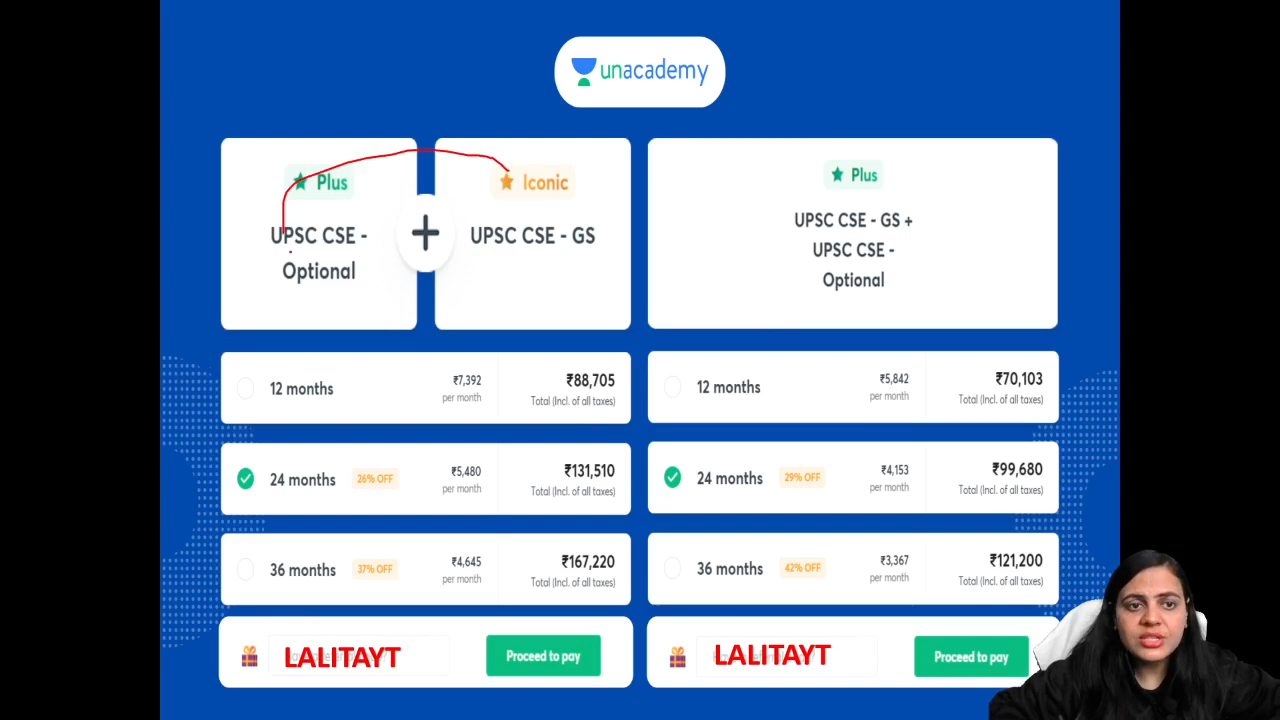 unacademy
Plus
UPSC CSE -
Optional
+
Iconic
UPSC CSE - GS
Plus
UPSC CSE - GS +
UPSC CSE -
Optional
12 months
₹7,392
per month
₹88,705
Total (Incl. of all taxes)
24 months
26% OFF
₹5,480
per month
₹131,510
Total (Incl. of all taxes)
36 months
37% OFF
₹4,645
per month
₹167,220
Total (Incl. of all taxes)
LALITAYT
Proceed to pay
12 months
₹5,842
per month
₹70,103
Total (Incl. of all taxes)
24 months
29% OFF
₹4,153
per month
₹99,680
Total (Incl. of all taxes)
36 months
42% OFF
₹3,367
per month
₹121,200
Total (Incl. of all taxes)
LALITAYT
Proceed to pay